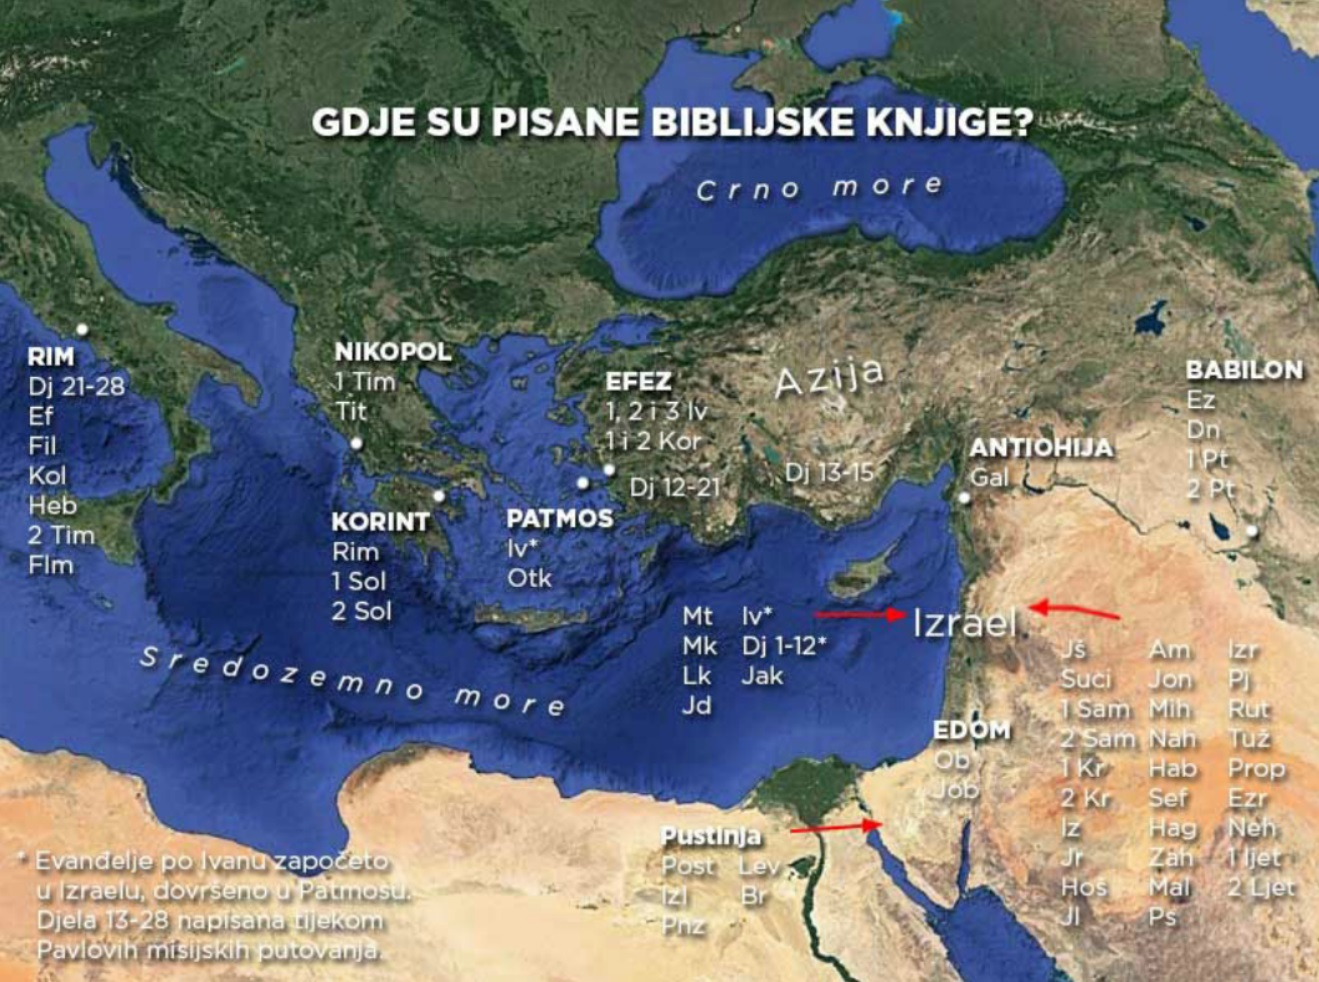 GDJE SU PISANE BIBLIJSKE KNJIGE?
Crno more
RIM
Dj 21-28
Ef
Fil
Kol
Heb
2 Tim
Flm
NIKOPOL
1 Tim
Tit
KORINT
Rim
1 Sol
2 Sol
PATMOS
Iv*
Otk
EFEZ
1, 2 i 3 Iv
1 i 2 Kor
Dj 12-21
Azija
Dj 13-15
ANTIOHIJA
Gal
BABILON
Ez
Dn
1 Pt
2 Pt
Sredozemno more
Mt Iv*
Mk Dj 1-12*
Lk Jak
Jd
Izrael
Jš Am Izr
Suci Jon Pj
1 Sam Mih Rut
2 Sam Nah Tuž
1 Kr Hab Prop
2 Kr Sef Ezr
Iz Hag Neh
Jr Zah 1 ljet
Hoš Mal 2 Ljet
Jl Ps
EDOM
Ob
Job
Pustinja
Post Lev
Izl Br
Pnz
* Evanđelje po Ivanu započeto
u Izraelu, dovršeno u Patmosu.
Djela 13-28 napisana tijekom
Pavlovih misijskih putovanja.